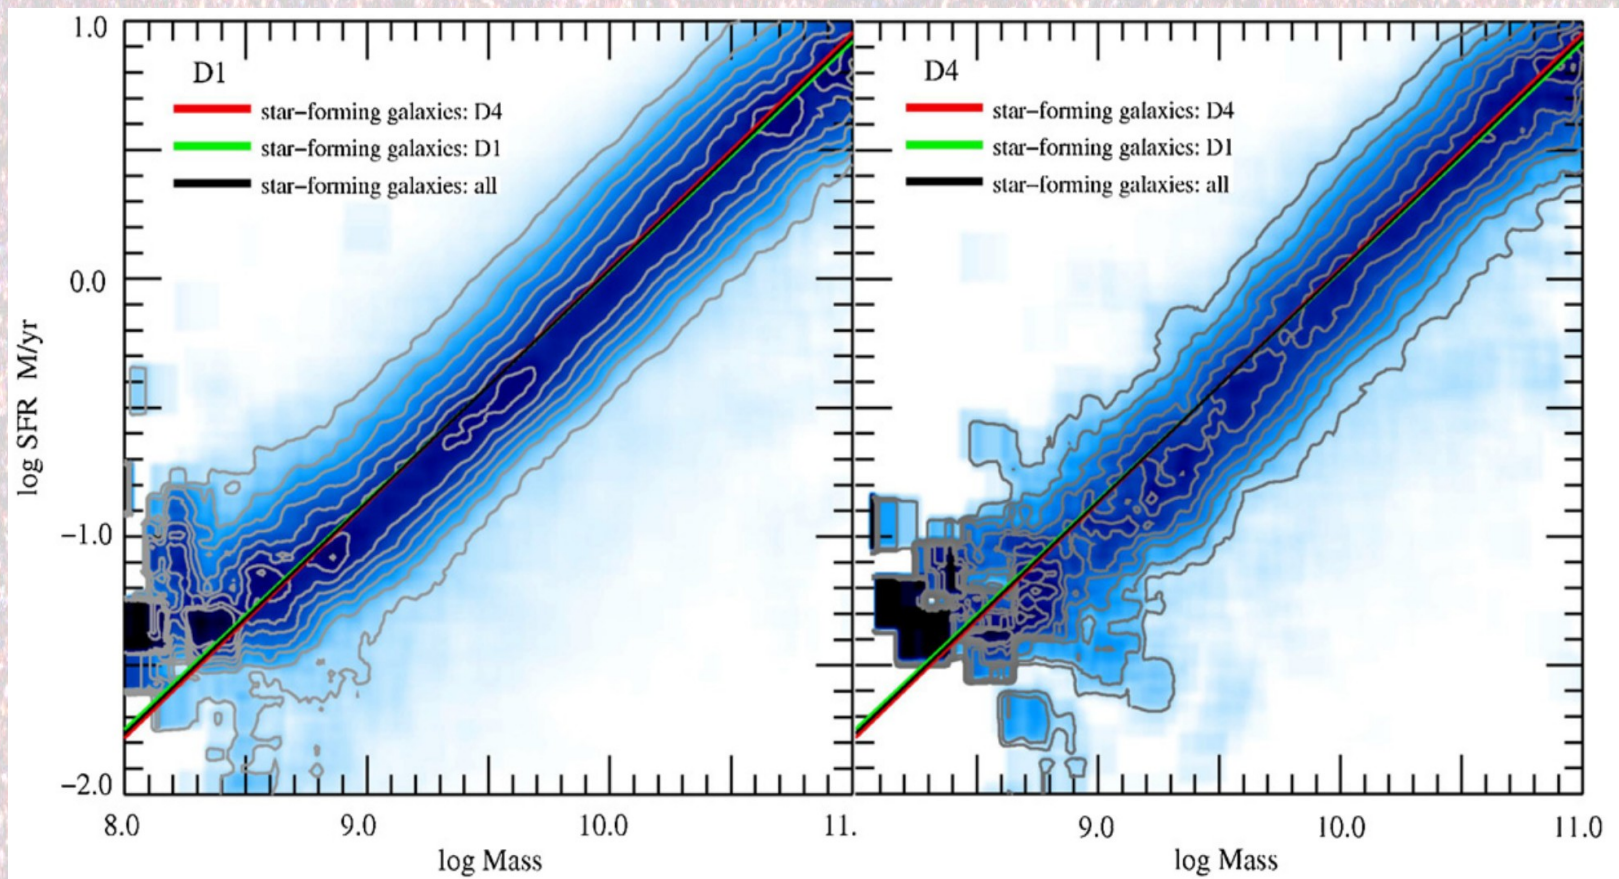 D1
star-forming galaxies: D4
star-forming galaxies: D1
star-forming galaxies: all
D4
star-forming galaxies: D4
star-forming galaxies: D1
star-forming galaxies: all
1.0
0.0
−1.0
−2.0
log SFR M/yr
8.0 9.0 10.0 11.
9.0 10.0 11.0
log Mass
log Mass